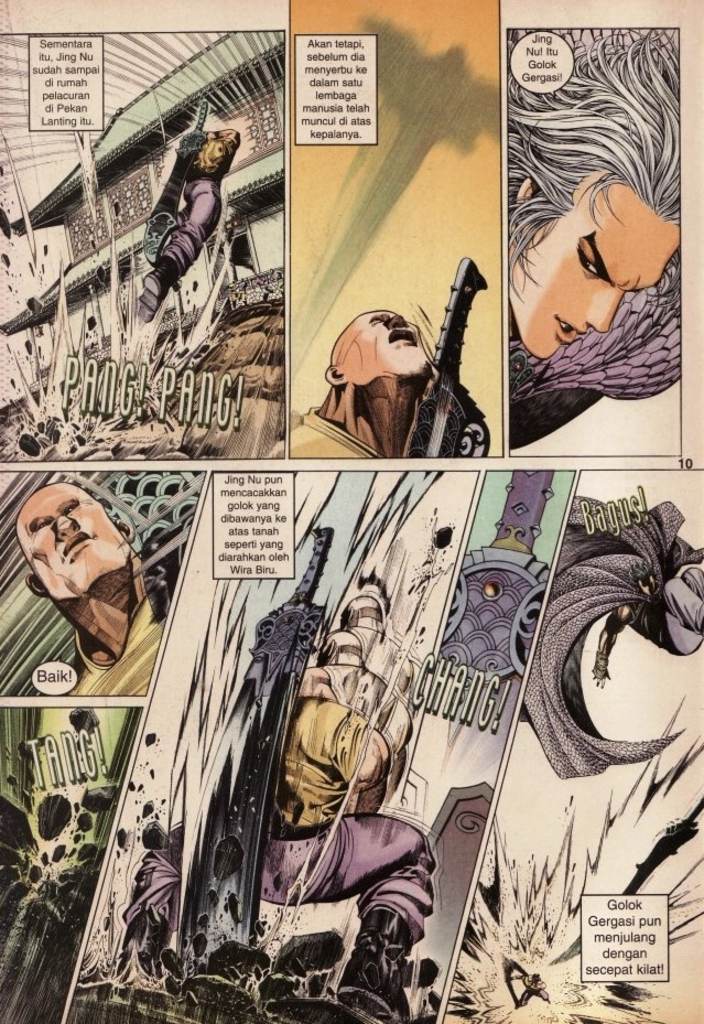 Sementara
itu, Jing Nu
sudah sampai
di rumah
pelacuran
di Pekan
Lanting itu.
PANG! PANG!
Akan tetapi,
sebelum dia
menyerbu ke
dalam satu
lembaga
manusia telah
muncul di atas
kepalanya.
Jing
Nu! Itu
Golok
Gergasi!
10
Baik!
TANG!
Jing Nu pun
mencacakkan
golok yang
dibawanya ke
atas tanah
seperti yang
diarahkan oleh
Wira Biru.
CHANG!
Bagus!
Golok
Gergasi pun
menjulang
dengan
secepat kilat!